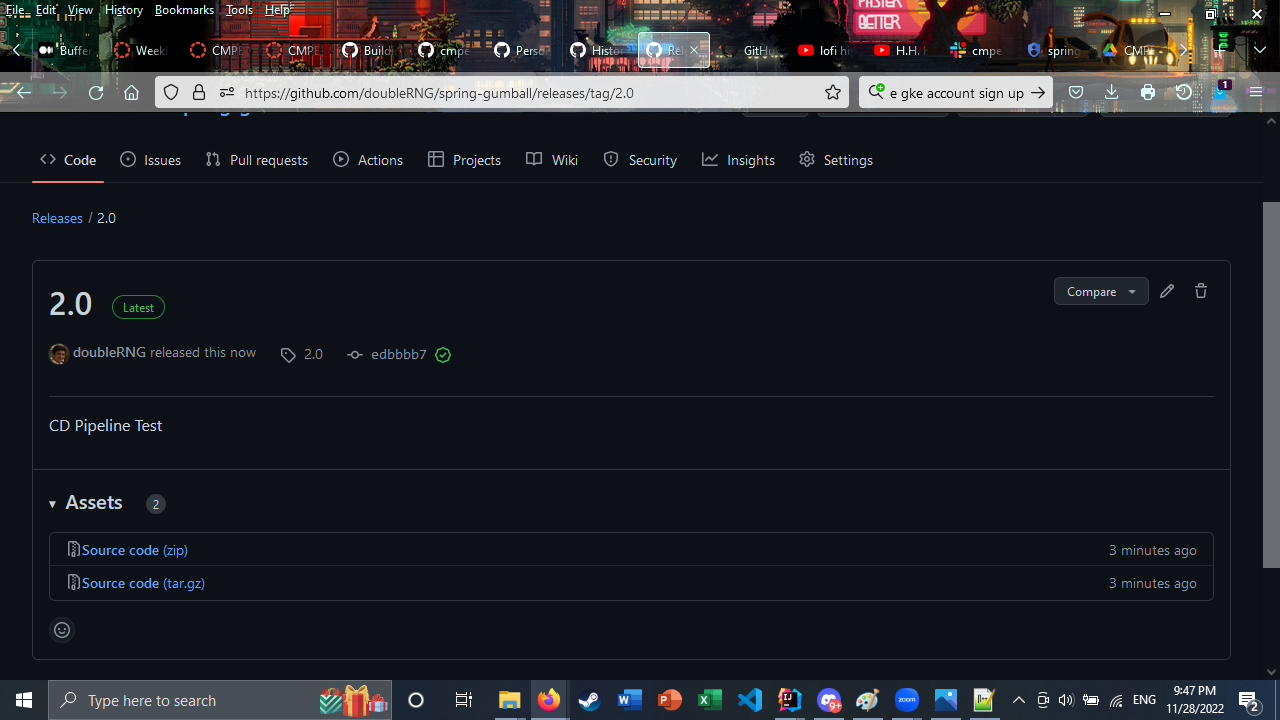 File Edit View History Bookmarks Tools Help
FASTER
BETTER
Buffer Week CMPE CMPE Build cmpe Perso Histor Rel GitHu lofi hi H.H. cmpe spring CMP
https://github.com/doubleRNG/spring-gumball/releases/tag/2.0
e gke account sign up
1
Code Issues Pull requests Actions Projects Wiki Security Insights Settings
Releases / 2.0
2.0 Latest
Compare
doubleRNG released this now 2.0 edbbbb7
CD Pipeline Test
Assets 2
Source code (zip) 3 minutes ago
Source code (tar.gz) 3 minutes ago
Type here to search
9+
zoom
ENG
9:47 PM
11/28/2022
2